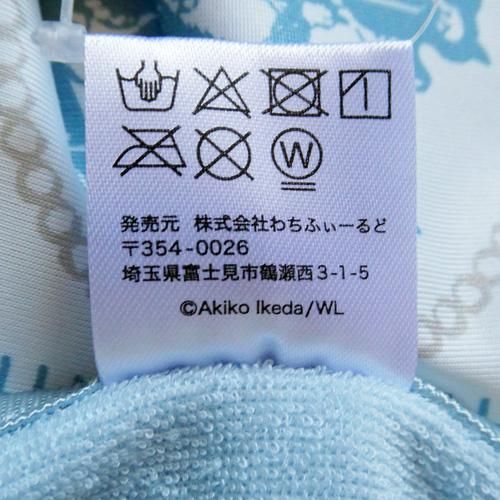 W
発売元 株式会社わちふぃーるど
〒354-0026
埼玉県富士見市鶴瀬西3-1-5
©Akiko Ikeda/WL